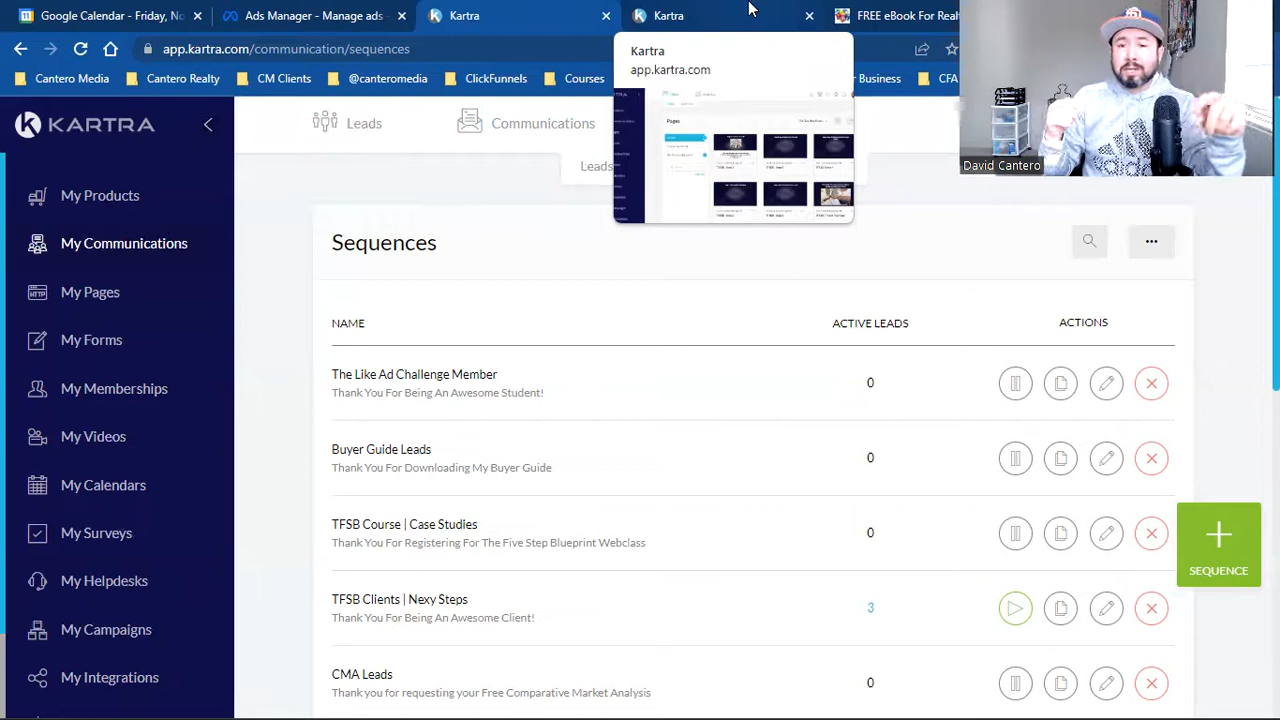 Google Calendar - Friday, No
Ads Manager - Manage ads -
Kartra
Kartra
FREE eBook For Real
app.kartra.com/communication/sequences
Cantero Media
Cantero Realty
CM Clients
@canteromedia
ClickFunnels
Courses
Business
CFA
Kartra
app.kartra.com
Pages
David Cantero
KARTRA
Leads
Communications
Leads
My Products
My Communications
My Pages
My Forms
My Memberships
My Videos
My Calendars
My Surveys
My Helpdesks
My Campaigns
My Integrations
Sequences
NAME
ACTIVE LEADS
ACTIONS
The Like Ad Challenge Member
Thank You For Being An Awesome Student!
0
Buyer Guide Leads
Thank You For Downloading My Buyer Guide
0
TFSB Course | Case Studies
Thank You For Registering For The Five Step Blueprint Webclass
0
TFSB Clients | Nexy Steps
Thank You For Being An Awesome Client!
3
CMA Leads
Thank you for requesting your Free Comparative Market Analysis
0
SEQUENCE